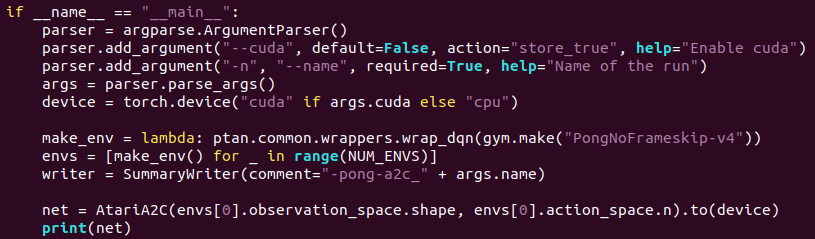 if __name__ == "__main__":
    parser = argparse.ArgumentParser()
    parser.add_argument("--cuda", default=False, action="store_true", help="Enable cuda")
    parser.add_argument("-n", "--name", required=True, help="Name of the run")
    args = parser.parse_args()
    device = torch.device("cuda" if args.cuda else "cpu")

    make_env = lambda: ptan.common.wrappers.wrap_dqn(gym.make("PongNoFrameskip-v4"))
    envs = [make_env() for _ in range(NUM_ENVS)]
    writer = SummaryWriter(comment="-pong-a2c_" + args.name)

    net = AtariA2C(envs[0].observation_space.shape, envs[0].action_space.n).to(device)
    print(net)